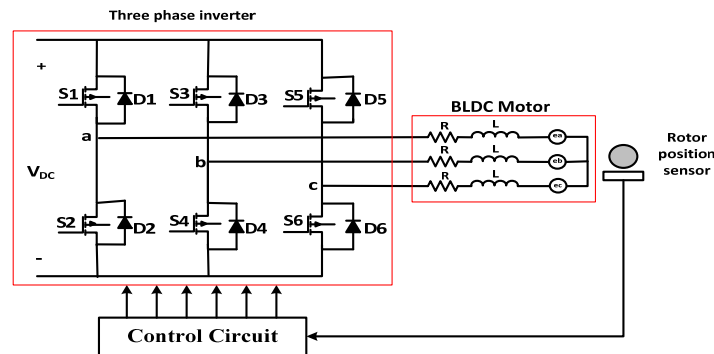 Three phase inverter
+
S1
D1
S3
D3
S5
D5
BLDC Motor
R
L
ea
a
Rotor
position
sensor
R
L
eb
b
VDC
R
L
ec
c
S2
D2
S4
D4
S6
D6
-
Control Circuit